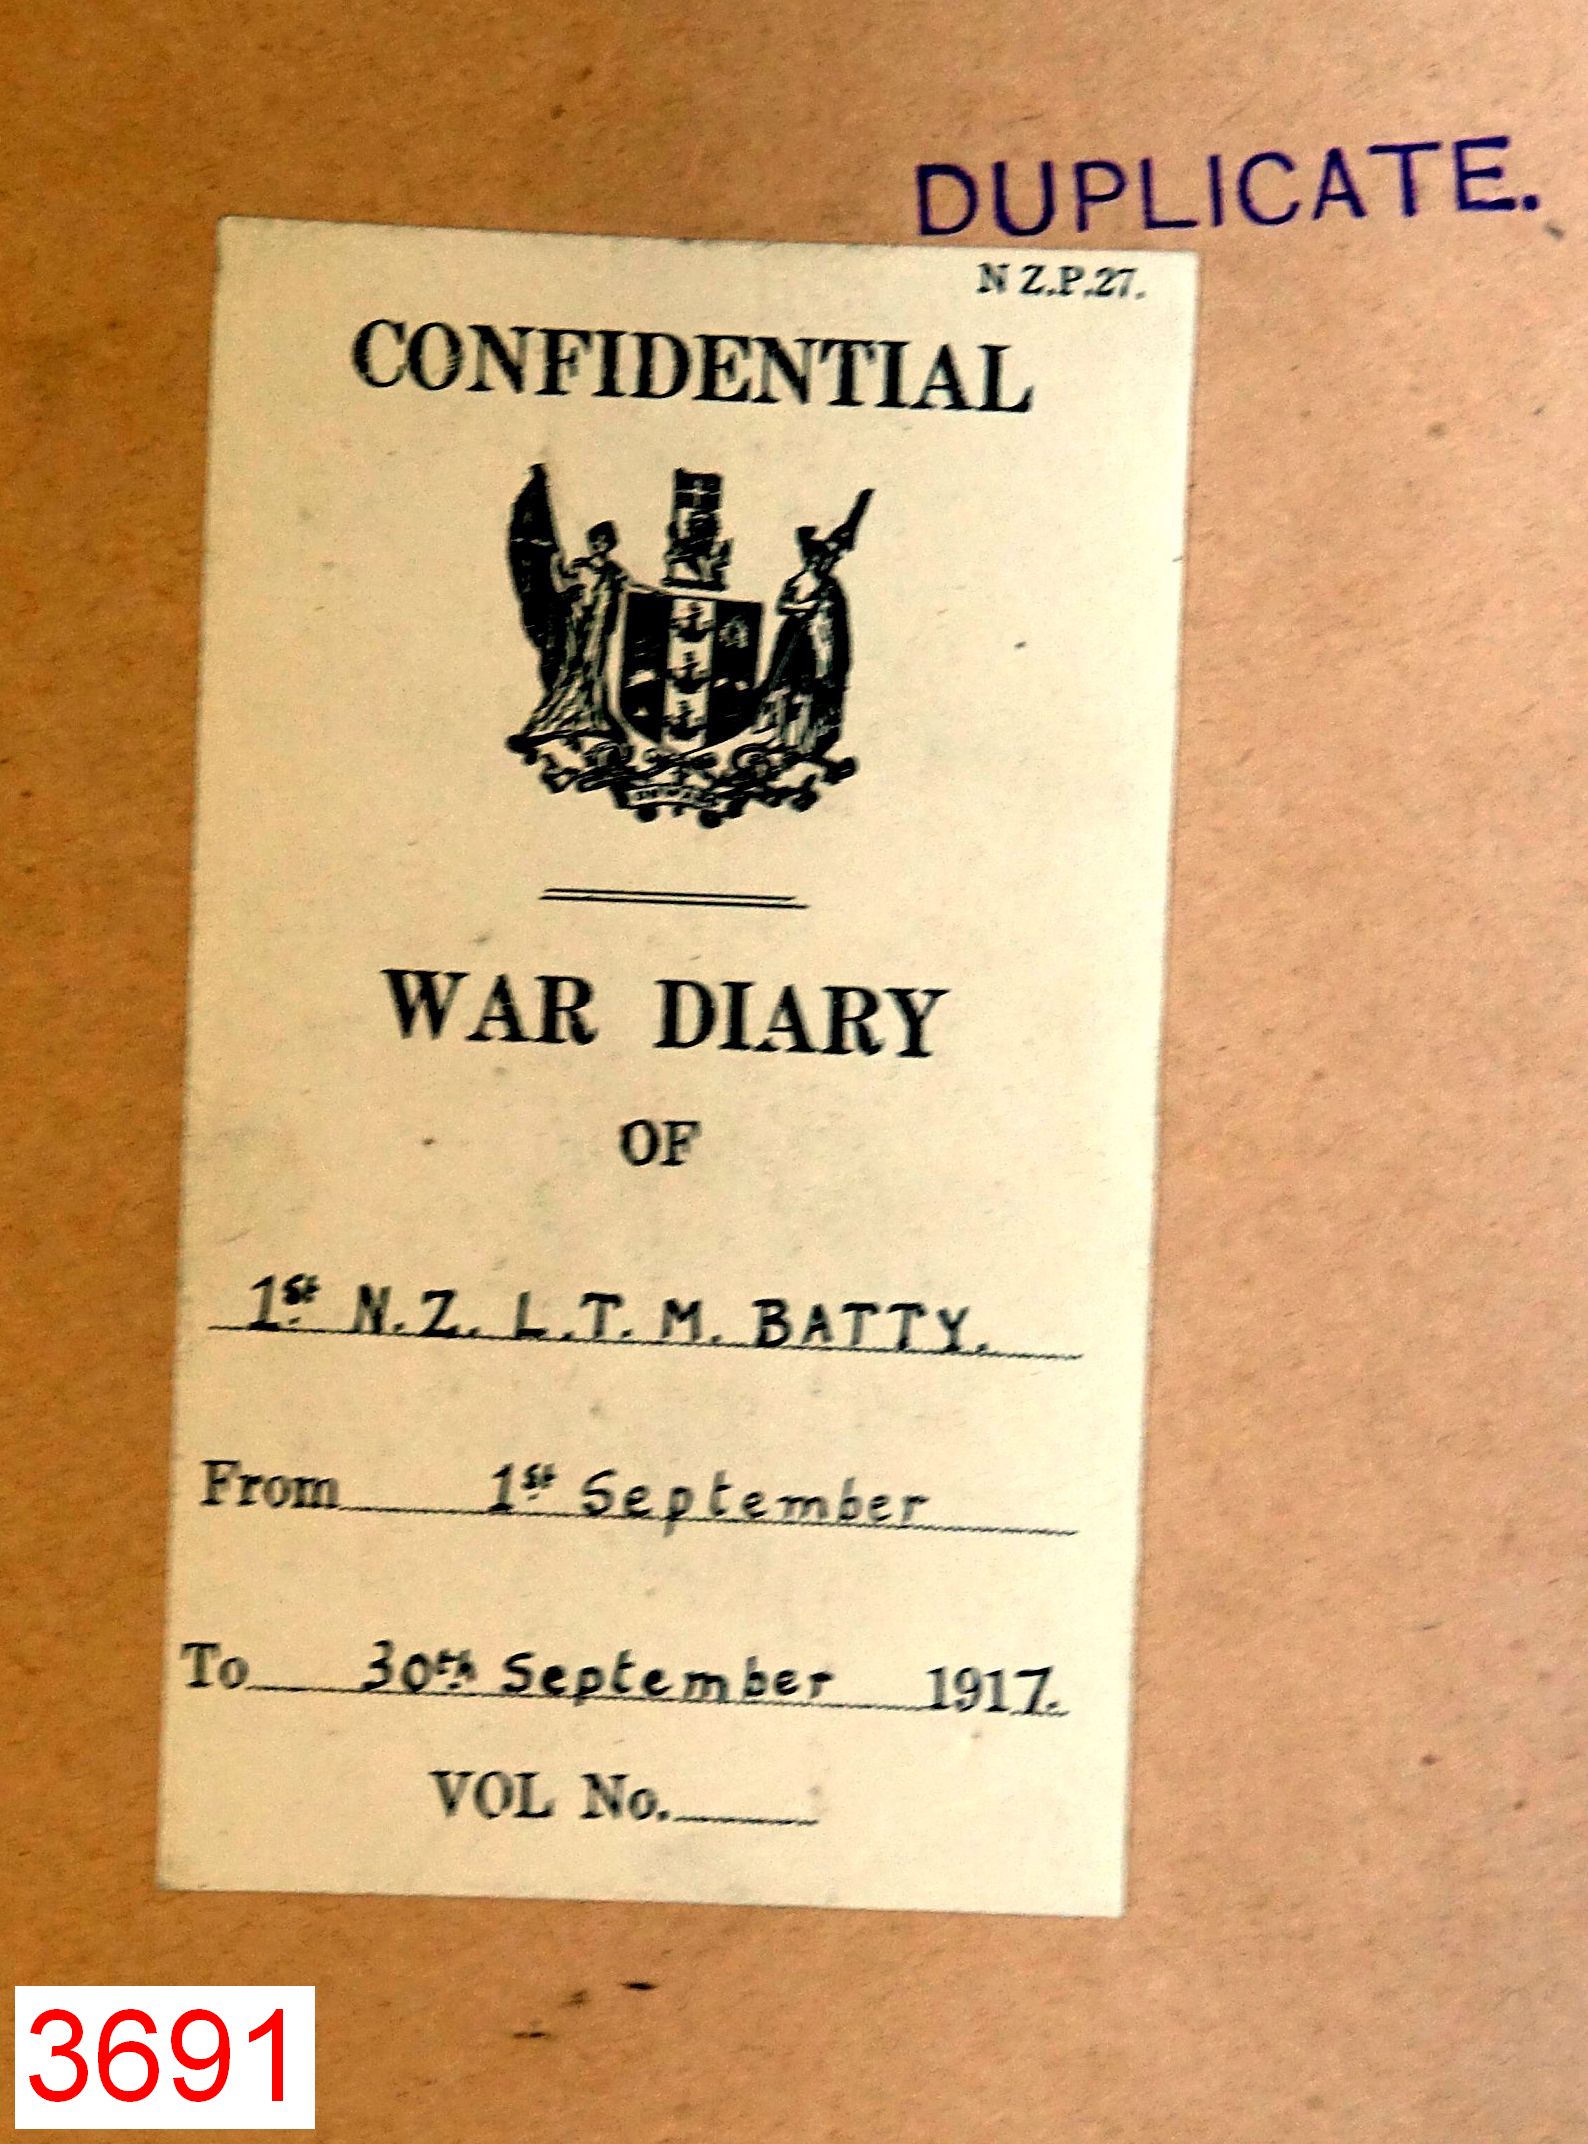 DUPLICATE.
N Z.P.27.
CONFIDENTIAL
WAR DIARY
OF
1st N.Z. L.T.M. BATTY.
From 1st September
To 30th September 1917.
VOL No.
3691